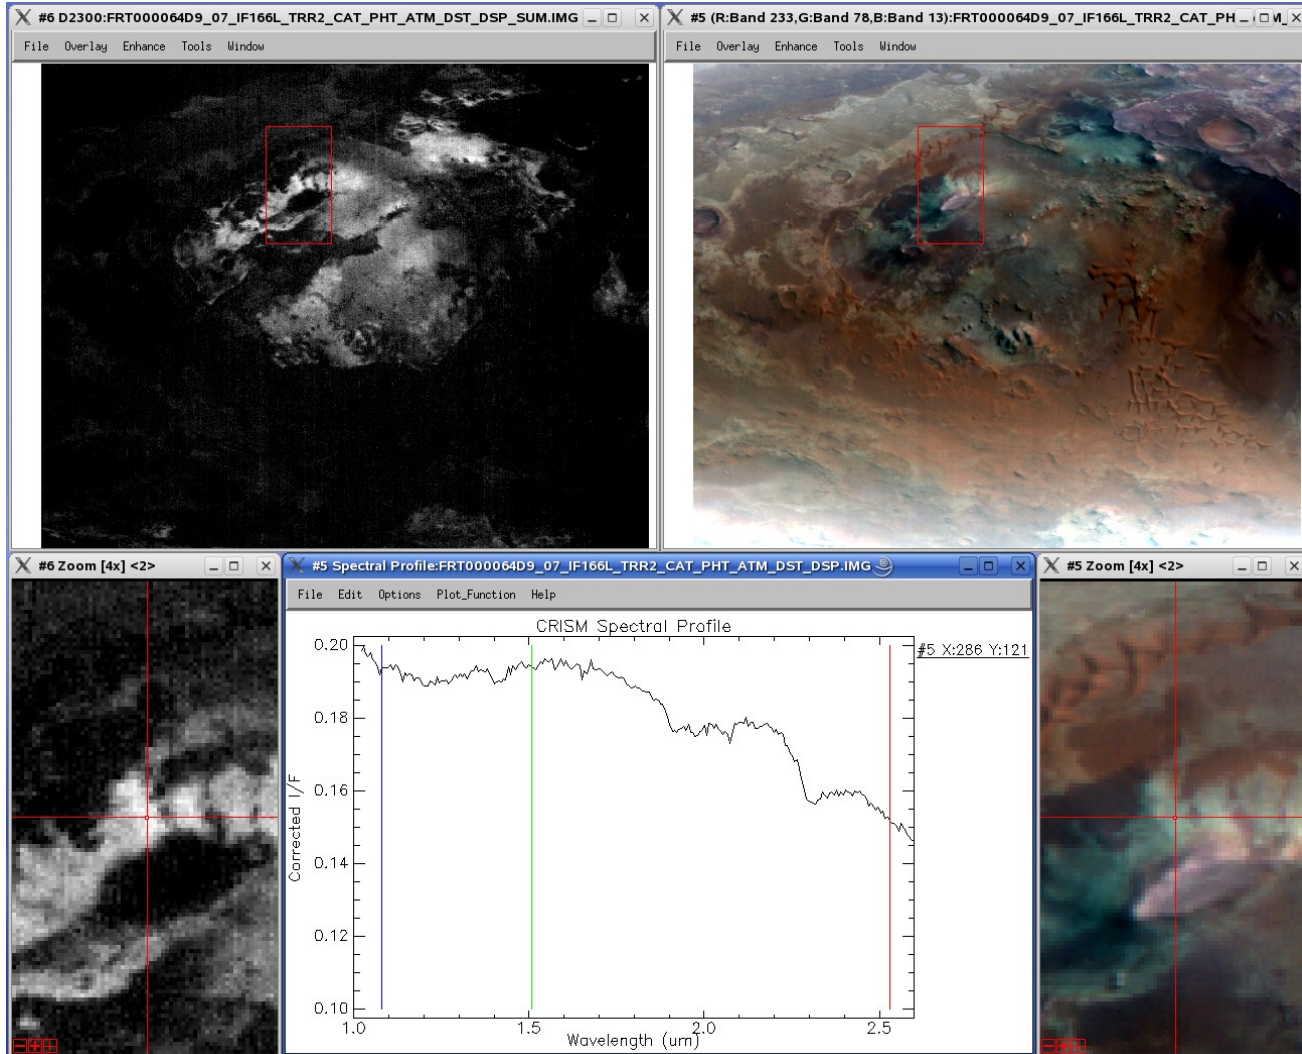 #6 D2300:FRT000064D9_07_IF166L_TRR2_CAT_PHT_ATM_DST_DSP_SUM.IMG
File Overlay Enhance Tools Window
#5 (R:Band 233,G:Band 78,B:Band 13):FRT000064D9_07_IF166L_TRR2_CAT_PH
File Overlay Enhance Tools Window
#6 Zoom [4x] <2>
#5 Spectral Profile:FRT000064D9_07_IF166L_TRR2_CAT_PHT_ATM_DST_DSP.IMG
File Edit Options Plot_Function Help
CRISM Spectral Profile
#5 X:286 Y:121
Corrected I/F
0.20
0.18
0.16
0.14
0.12
0.10
1.0 1.5 2.0 2.5
Wavelength (um)
#5 Zoom [4x] <2>